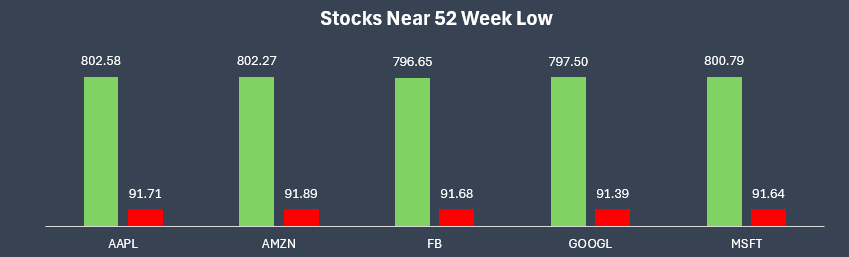 Stocks Near 52 Week Low
802.58 802.27 796.65 797.50 800.79
91.71 91.89 91.68 91.39 91.64
AAPL AMZN FB GOOGL MSFT